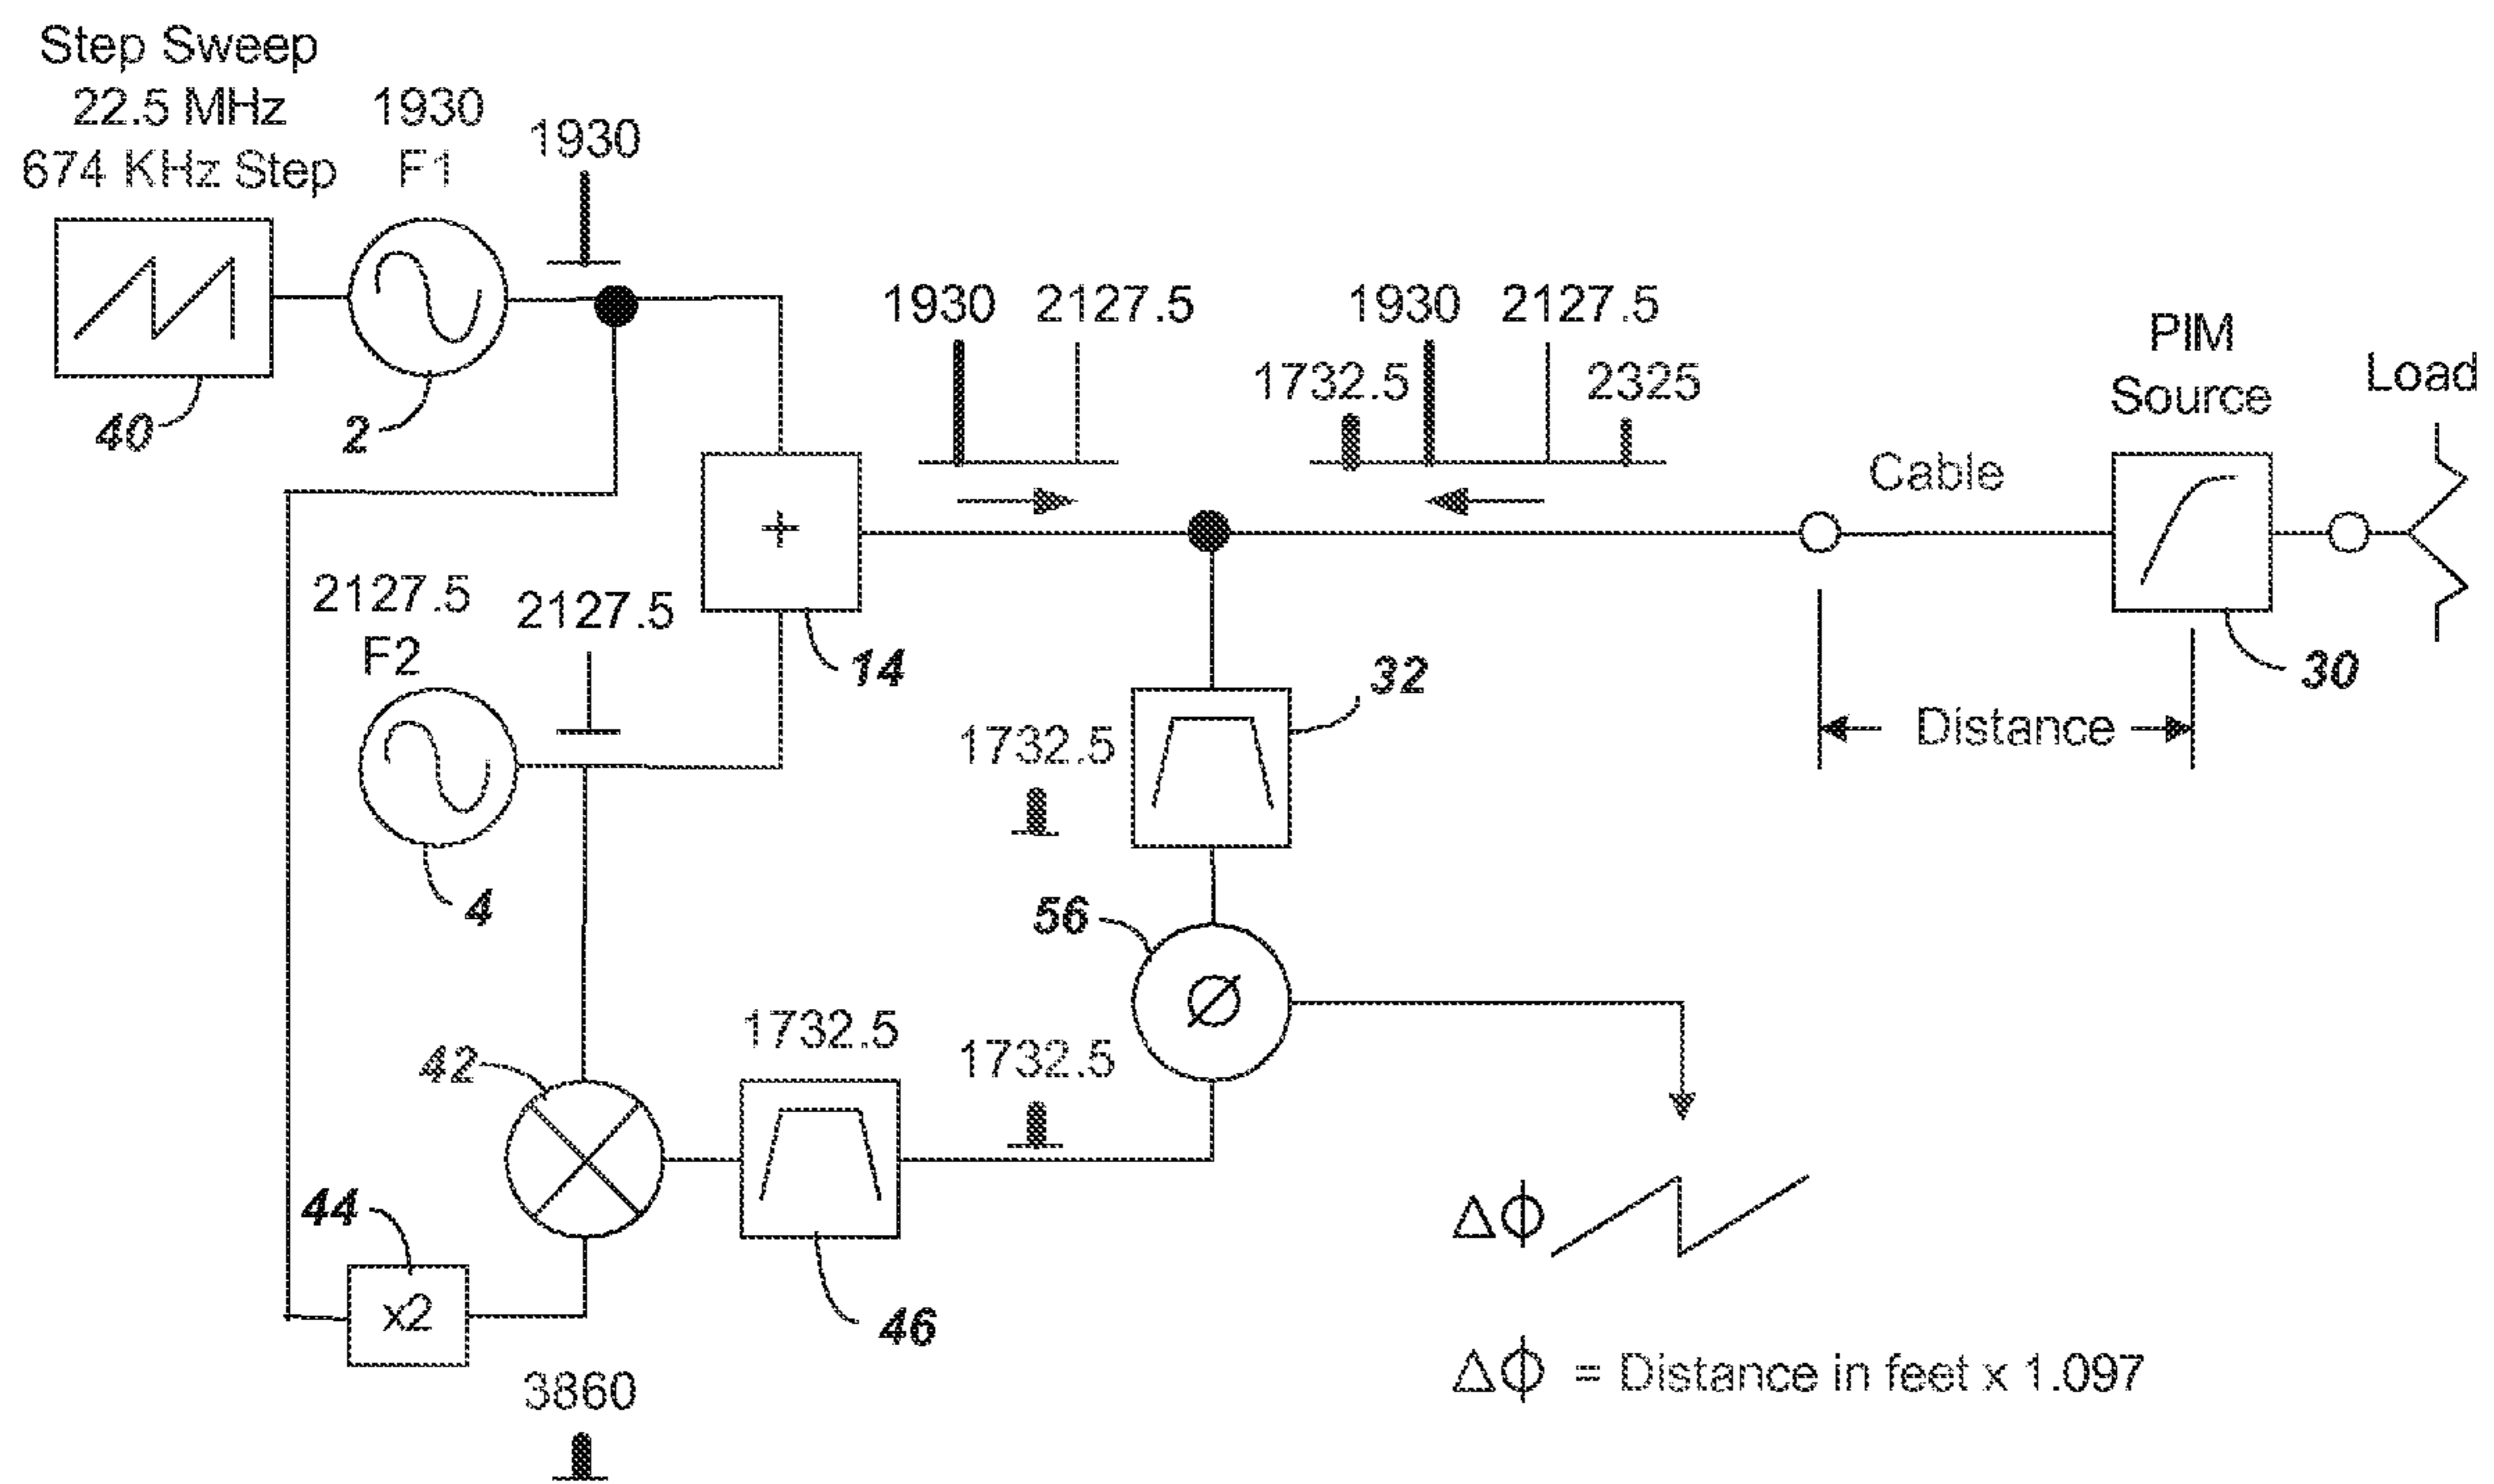 Step Sweep
22.5 MHz
674 KHz Step
1930
F1
1930
40
2
1930 2127.5
1930 2127.5
1732.5 2325
PIM
Source
Load
Cable
+
14
2127.5
F2
2127.5
4
32
30
Distance
1732.5
56
Ø
42
1732.5
1732.5
44
x2
46
3860
ΔΦ
ΔΦ = Distance in feet x 1.097